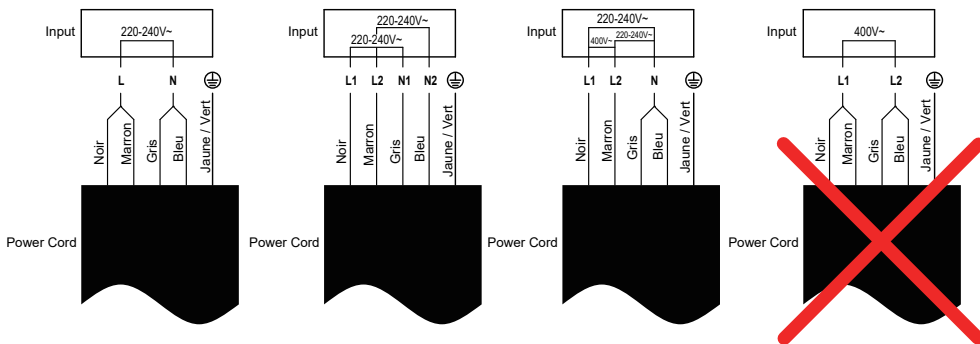 Input
220-240V~
L N
Noir
Marron
Gris
Bleu
Jaune / Vert
Power Cord
Input
220-240V~
220-240V~
L1 L2 N1 N2
Noir
Marron
Gris
Bleu
Jaune / Vert
Power Cord
Input
220-240V~
400V~ 220-240V~
L1 L2 N
Noir
Marron
Gris
Bleu
Jaune / Vert
Power Cord
Input
400V~
L1 L2
Noir
Marron
Gris
Bleu
Jaune / Vert
Power Cord